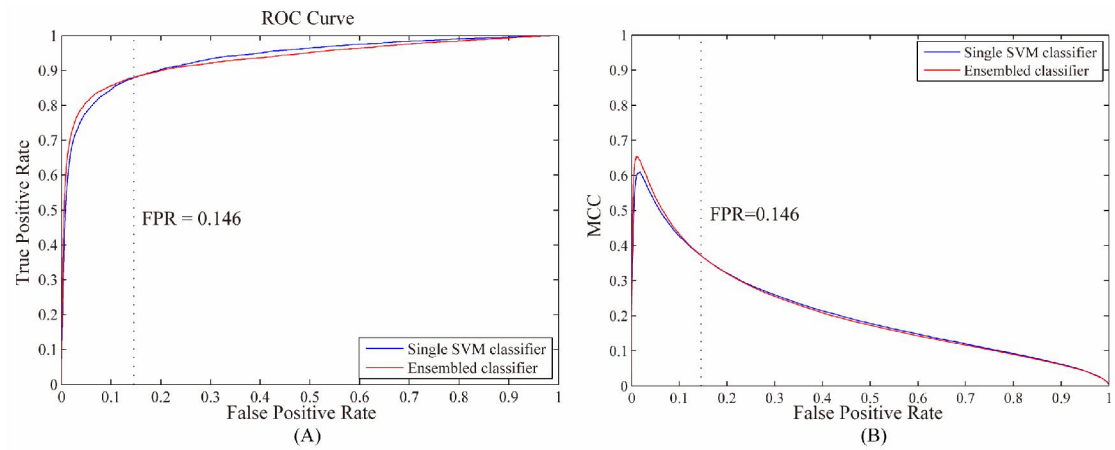 ROC Curve
1
0.9
0.8
0.7
0.6
0.5
0.4
0.3
0.2
0.1
0
True Positive Rate
FPR = 0.146
Single SVM classifier
Ensembled classifier
0 0.1 0.2 0.3 0.4 0.5 0.6 0.7 0.8 0.9 1
False Positive Rate
(A)
1
0.9
0.8
0.7
0.6
0.5
0.4
0.3
0.2
0.1
0
MCC
Single SVM classifier
Ensembled classifier
FPR=0.146
0 0.1 0.2 0.3 0.4 0.5 0.6 0.7 0.8 0.9 1
False Positive Rate
(B)